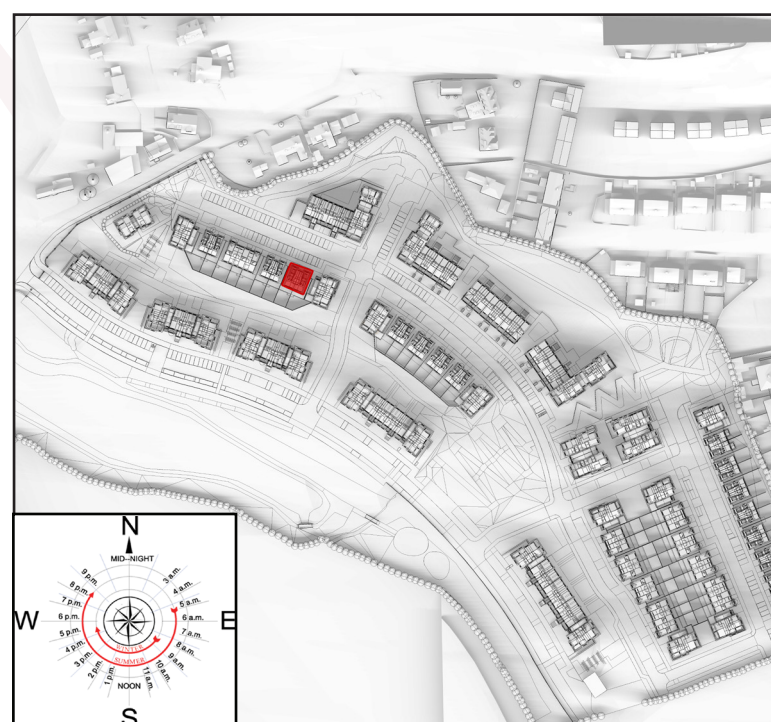 N
MID-NIGHT
9 p.m.
3 a.m.
8 p.m.
4 a.m.
7 p.m.
5 a.m.
W
6 p.m.
6 a.m.
E
5 p.m.
7 a.m.
4 p.m.
8 a.m.
WINTER
3 p.m.
9 a.m.
SUMMER
2 p.m.
10 a.m.
1 p.m.
11 a.m.
NOON
S